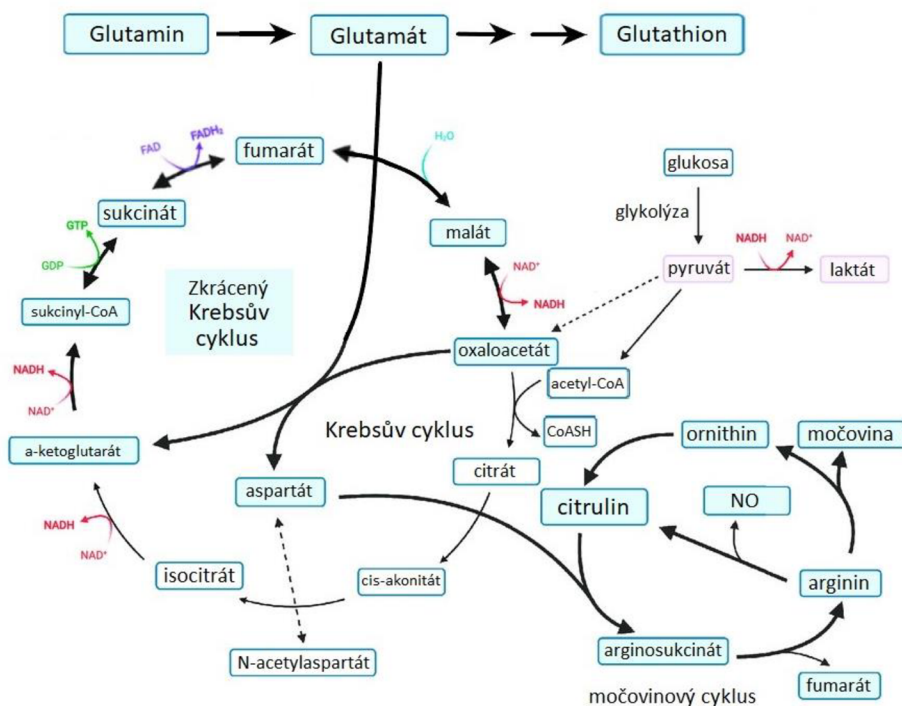 Glutamin
Glutamát
Glutathion
FAD
FADH₂
fumarát
H₂O
glukosa
sukcinát
malát
glykolýza
GTP
GDP
NADH
NAD⁺
pyruvát
laktát
Zkrácený
Krebsův
cyklus
NAD⁺
NADH
sukcinyl-CoA
oxaloacetát
NADH
NAD⁺
acetyl-CoA
Krebsův cyklus
CoASH
ornithin
močovina
a-ketoglutarát
citrát
aspartát
citrulin
NO
NADH
NAD⁺
isocitrát
cis-akonitát
arginin
N-acetylaspartát
arginosukcinát
močovinový cyklus
fumarát